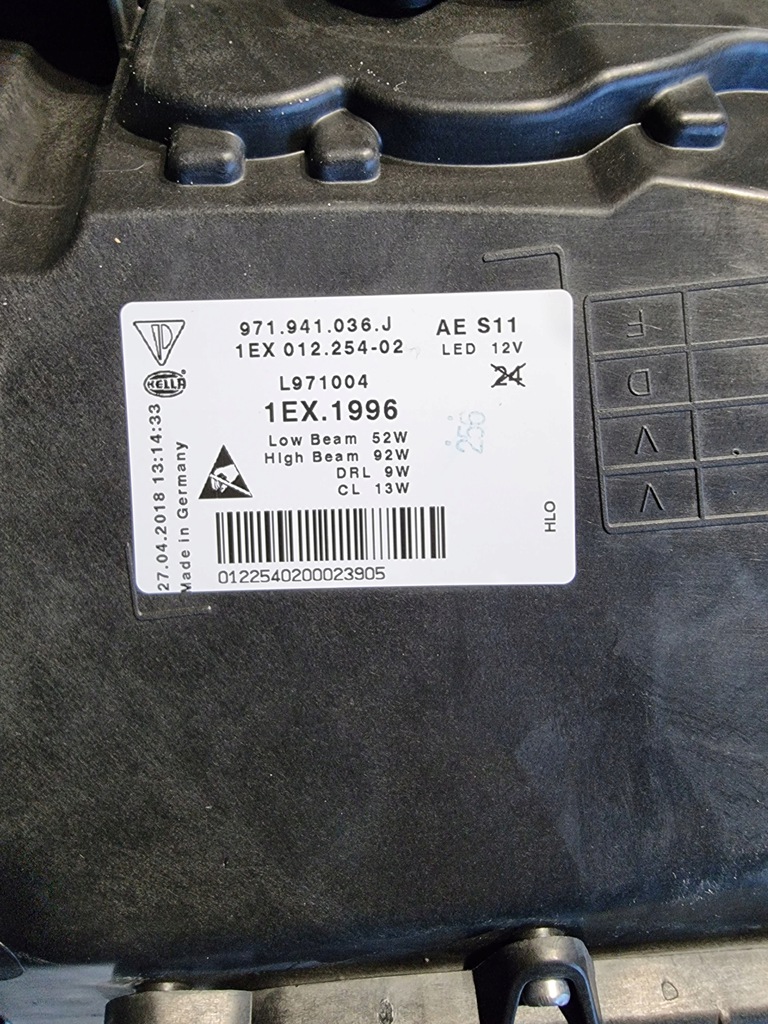 971.941.036.J
AE S11
1EX 012.254-02
LED 12V
HELLA
L971004
24
1EX.1996
256
Low Beam 52W
High Beam 92W
DRL 9W
CL 13W
27.04.2018 13:14:33
Made in Germany
HLO
0122540200023905